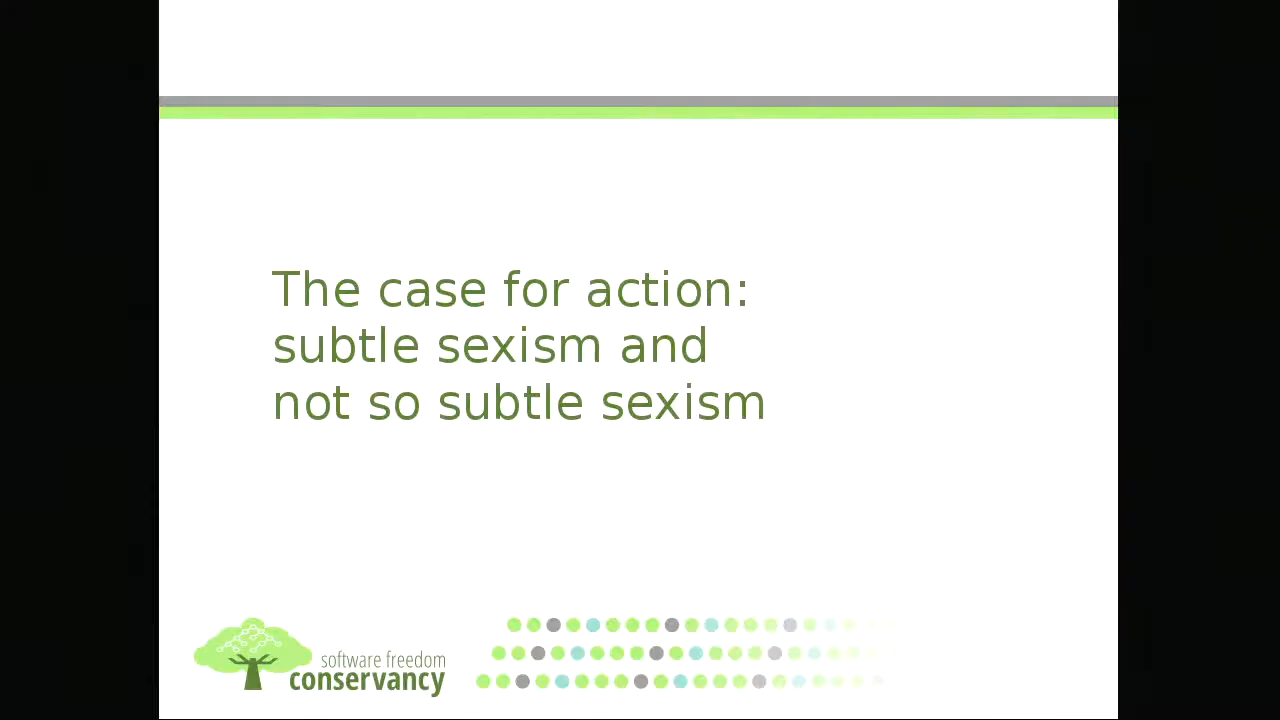 The case for action:
subtle sexism and
not so subtle sexism
software freedom
conservancy